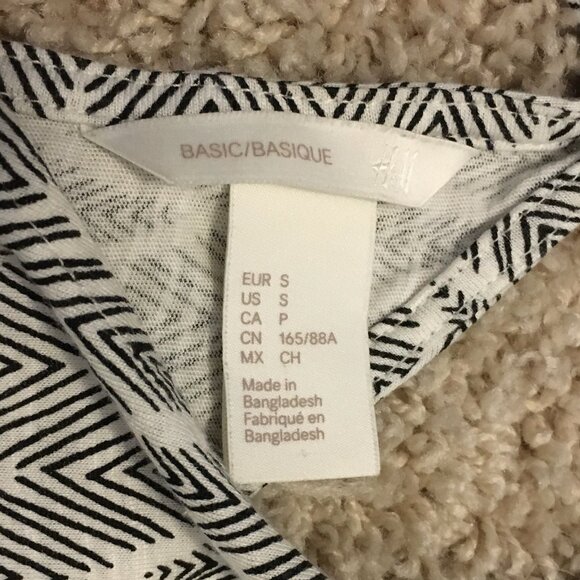 BASIC/BASIQUE
H&M
EUR S
US S
CA P
CN 165/88A
MX CH
Made in
Bangladesh
Fabriqué en
Bangladesh